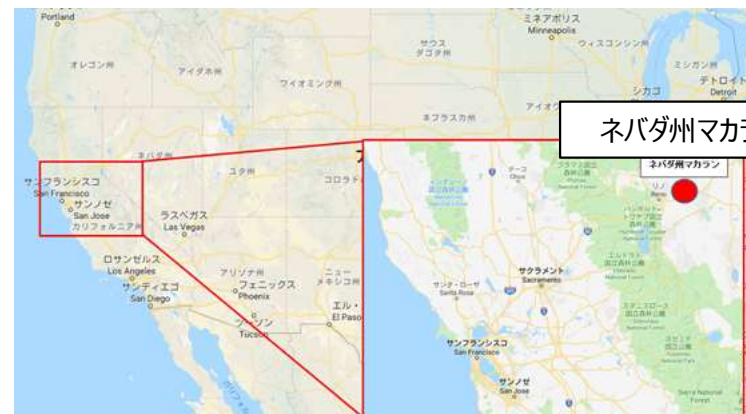 Portland
ミネアポリス
Minneapolis
サウス
ダコタ州
ウィスコンシン州
オレゴン州
アイダホ州
ワイオミング州
ミシガン州
デトロイト
Detroit
シカゴ
ネブラスカ州
ネバダ州マカラ
ネバダ州マカラン
ネバダ州
ユタ州
サンフランシスコ
San Francisco
サンノゼ
San Jose
カリフォルニア州
ラスベガス
Las Vegas
ロサンゼルス
Los Angeles
サンディエゴ
San Diego
アリゾナ州
フェニックス
Phoenix
ニュー
メキシコ州
エル・
El Paso
ツーソン
Tucson
チーコ
Chico
リノ
Reno
サクラメント
Sacramento
サンタ・ローザ
Santa Rosa
サンフランシスコ
San Francisco
サンノゼ
San Jose
Sierra National
Forest